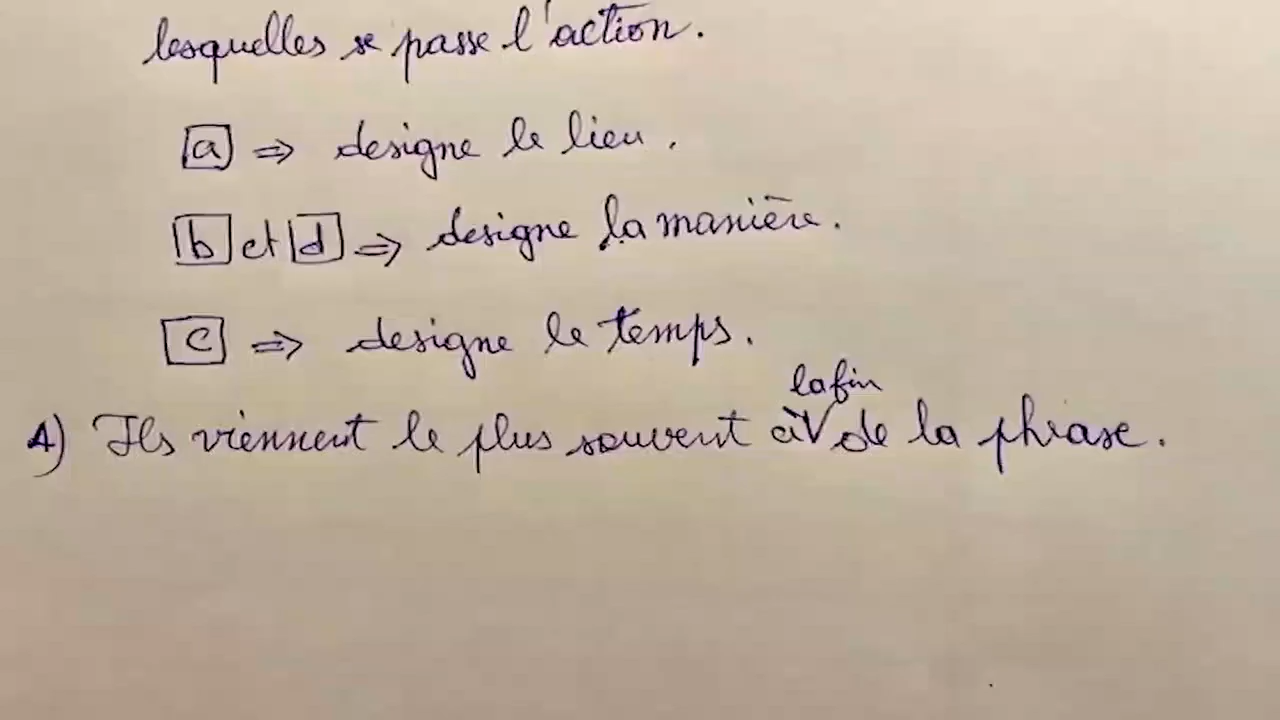 lesquelles se passe l'action.
a ⇒ designe le lieu.
b et d ⇒ designe la manière.
c ⇒ designe le temps.
la fin
4) Ils viennent le plus souvent à V de la phrase.